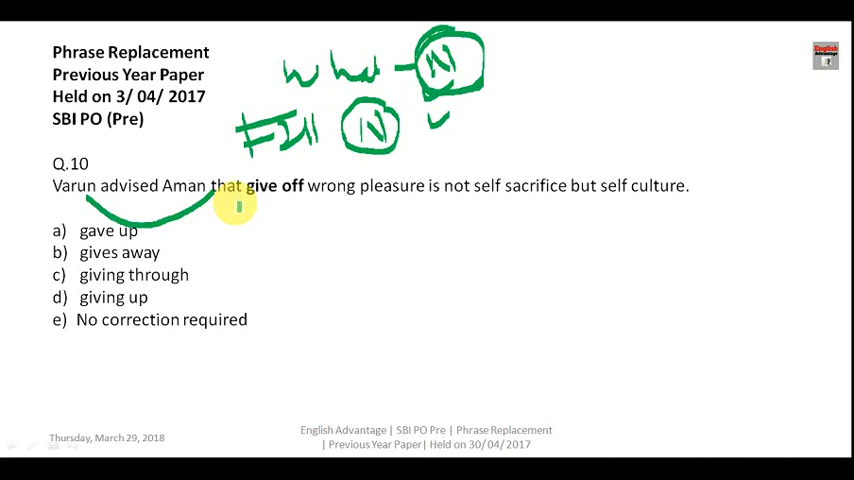 Phrase Replacement
Previous Year Paper
Held on 3/ 04/ 2017
SBI PO (Pre)
What - N
N
English
Advantage
Q.10
Varun advised Aman that give off wrong pleasure is not self sacrifice but self culture.
a) gave up
b) gives away
c) giving through
d) giving up
e) No correction required
Thursday, March 29, 2018
English Advantage| SBI PO Pre | Phrase Replacement
| Previous Year Paper| Held on 30/ 04/ 2017